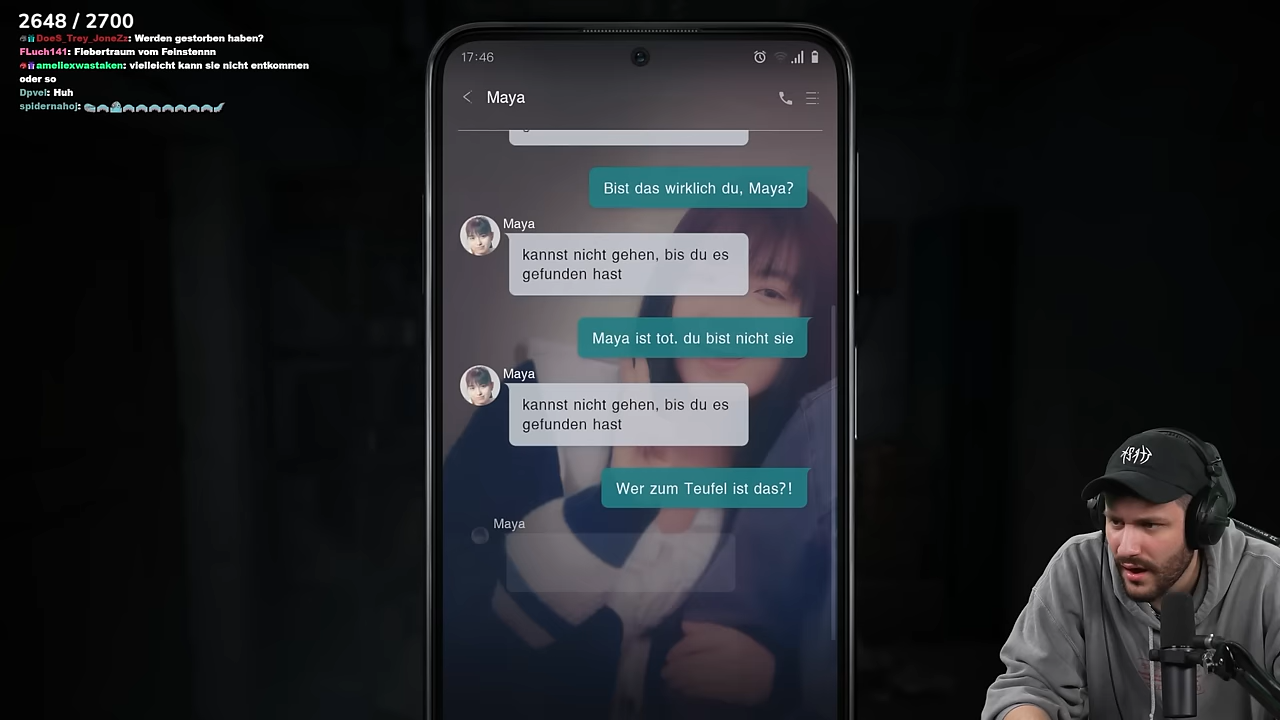 2648 / 2700
DoeS_Trey_JoneZz: Werden gestorben haben?
FLuch141: Fiebertraum vom Feinstennn
ameliexwastaken: vielleicht kann sie nicht entkommen
oder so
Dpvel: Huh
spidernahoj:
17:46
Maya
Bist das wirklich du, Maya?
Maya
kannst nicht gehen, bis du es
gefunden hast
Maya ist tot. du bist nicht sie
Maya
kannst nicht gehen, bis du es
gefunden hast
Wer zum Teufel ist das?!
Maya